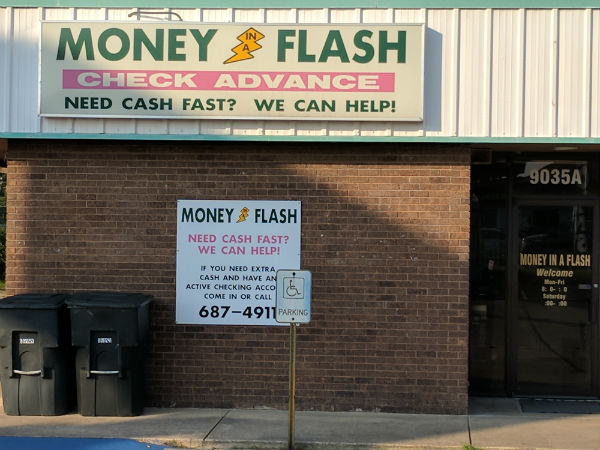 MONEY IN A FLASH
CHECK ADVANCE
NEED CASH FAST? WE CAN HELP!
9035A
MONEY FLASH
NEED CASH FAST?
WE CAN HELP!
IF YOU NEED EXTRA
CASH AND HAVE AN
ACTIVE CHECKING ACCO
COME IN OR CALL
687-4911
PARKING
MONEY IN A FLASH
Welcome
Mon-Fri
Saturday